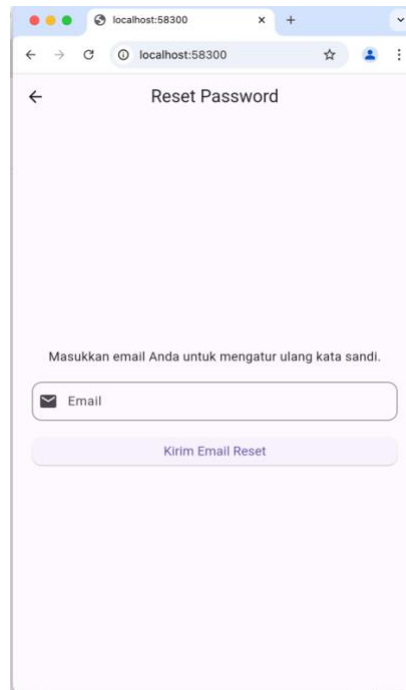 localhost:58300
localhost:58300
Reset Password
Masukkan email Anda untuk mengatur ulang kata sandi.
Email
Kirim Email Reset